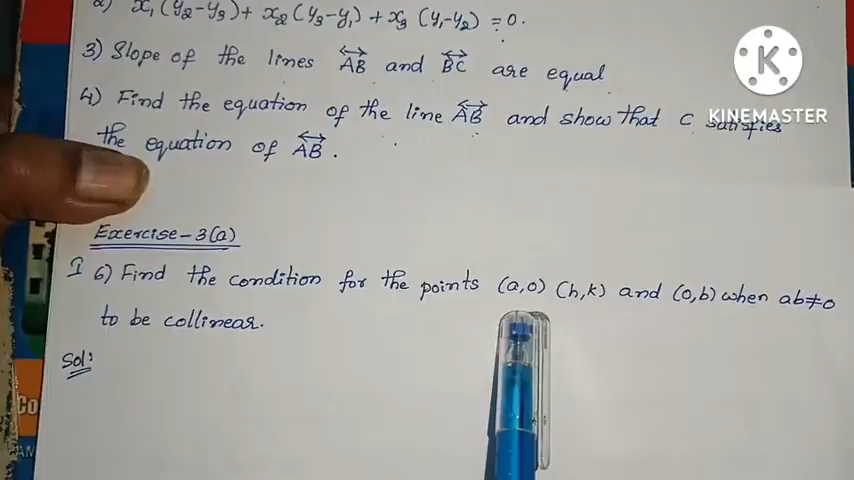 2) x₁(y₂-y₃)+ x₂(y₃-y₁) + x₃(y₁-y₂) = 0.
3) Slope of the lines AB and BC are equal
4) Find the equation of the line AB and show that C satisfies
the equation of AB.
K
KINEMASTER
Exercise-3(a)
I 6) Find the condition for the points (a,0) (h,k) and (0,b) when ab≠0
to be collinear.
Sol:
Co